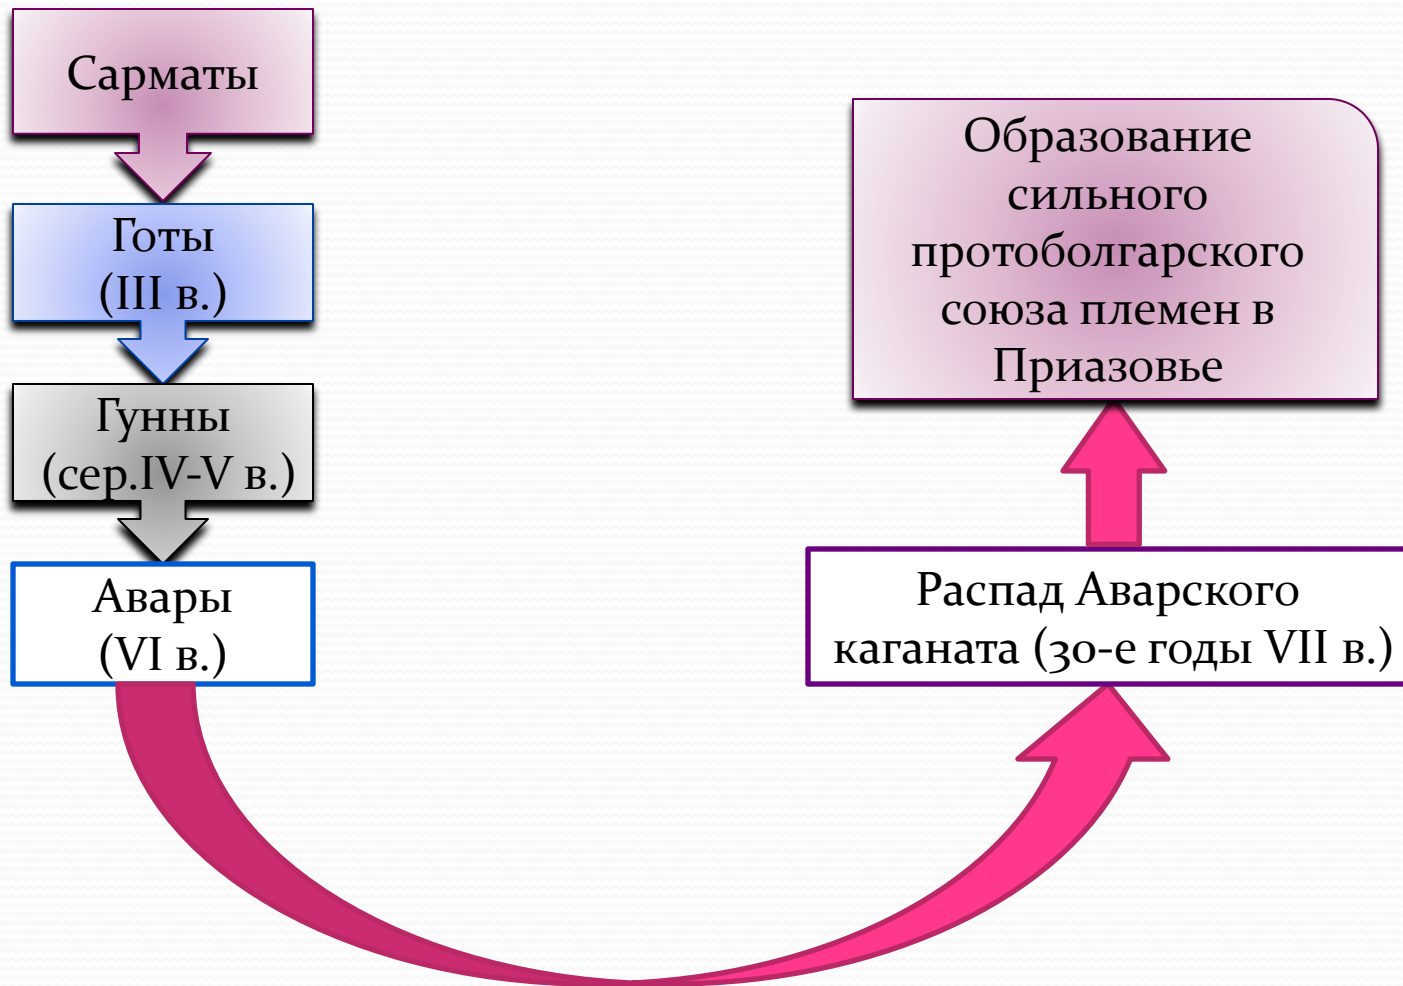 Сарматы
Готы
(III в.)
Гунны
(сер.IV-V в.)
Авары
(VI в.)
Образование
сильного
протоболгарского
союза племен в
Приазовье
Распад Аварского
каганата (30-е годы VII в.)